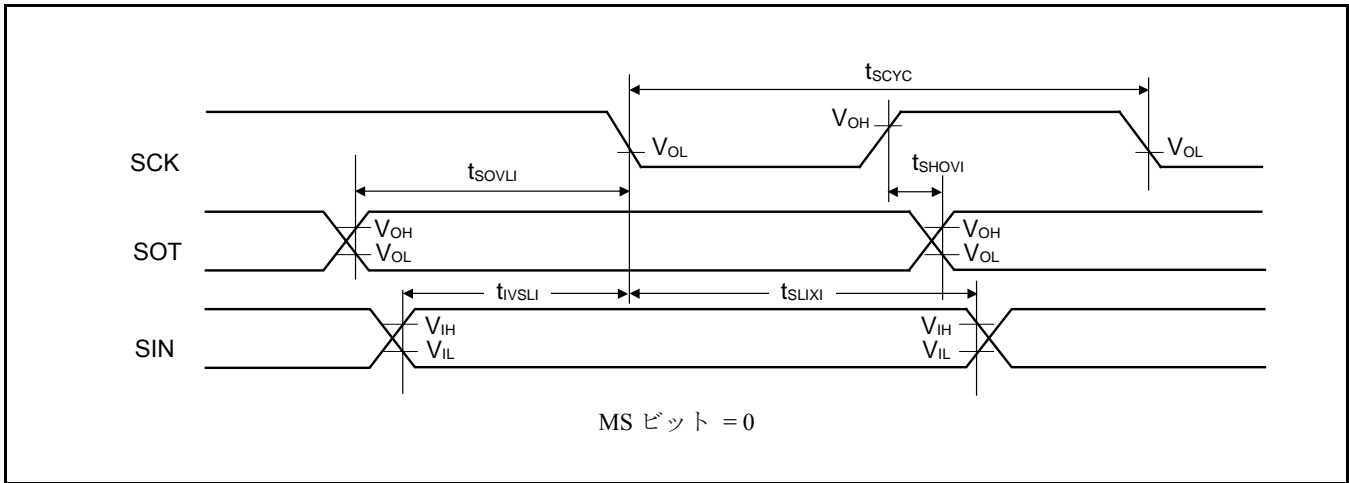 tSCYC
VOH
SCK
VOL
VOL
tSHOVI
tSOVLI
VOH
VOH
SOT
VOL
VOL
tIVSLI
tSLIXI
VIH
VIH
SIN
VIL
VIL
MS ビット = 0